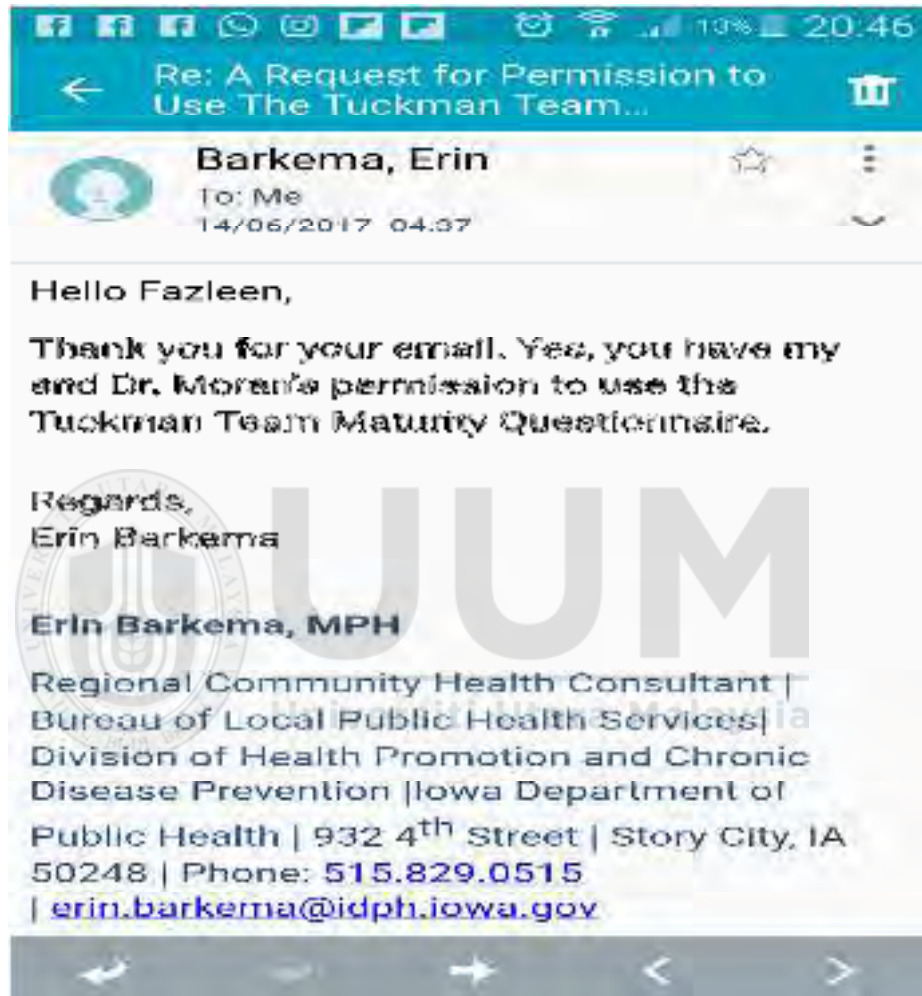 13% 20:46
Re: A Request for Permission to
Use The Tuckman Team...
Barkema, Erin
To: Me
14/06/2017 04:37
Hello Fazleen,
Thank you for your email. Yes, you have my
and Dr. Moran's permission to use the
Tuckman Team Maturity Questionnaire.
Regards,
Erin Barkema
UUM
Universiti Utara Malaysia
Erin Barkema, MPH
Regional Community Health Consultant |
Bureau of Local Public Health Services|
Division of Health Promotion and Chronic
Disease Prevention |Iowa Department of
Public Health | 932 4th Street | Story City, IA
50248 | Phone: 515.829.0515
| erin.barkema@idph.iowa.gov